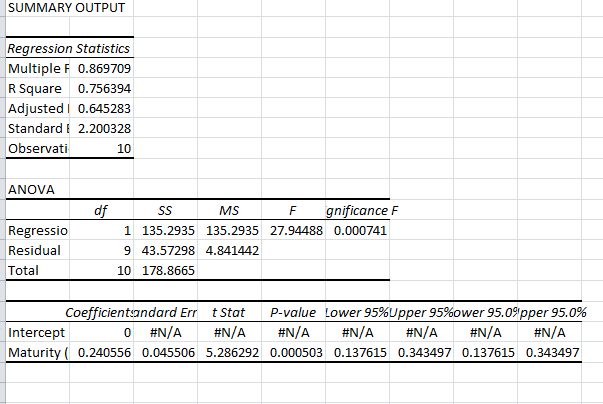 SUMMARY OUTPUT
Regression Statistics
Multiple F 0.869709
R Square 0.756394
Adjusted 0.645283
Standard E 2.200328
Observati 10
ANOVA
df SS MS F gnificance F
Regressio 1 135.2935 135.2935 27.94488 0.000741
Residual 9 43.57298 4.841442
Total 10 178.8665
Coefficients andard Err t Stat P-value Lower 95% Upper 95% ower 95.0% pper 95.0%
Intercept 0 #N/A #N/A #N/A #N/A #N/A #N/A #N/A
Maturity ( 0.240556 0.045506 5.286292 0.000503 0.137615 0.343497 0.137615 0.343497